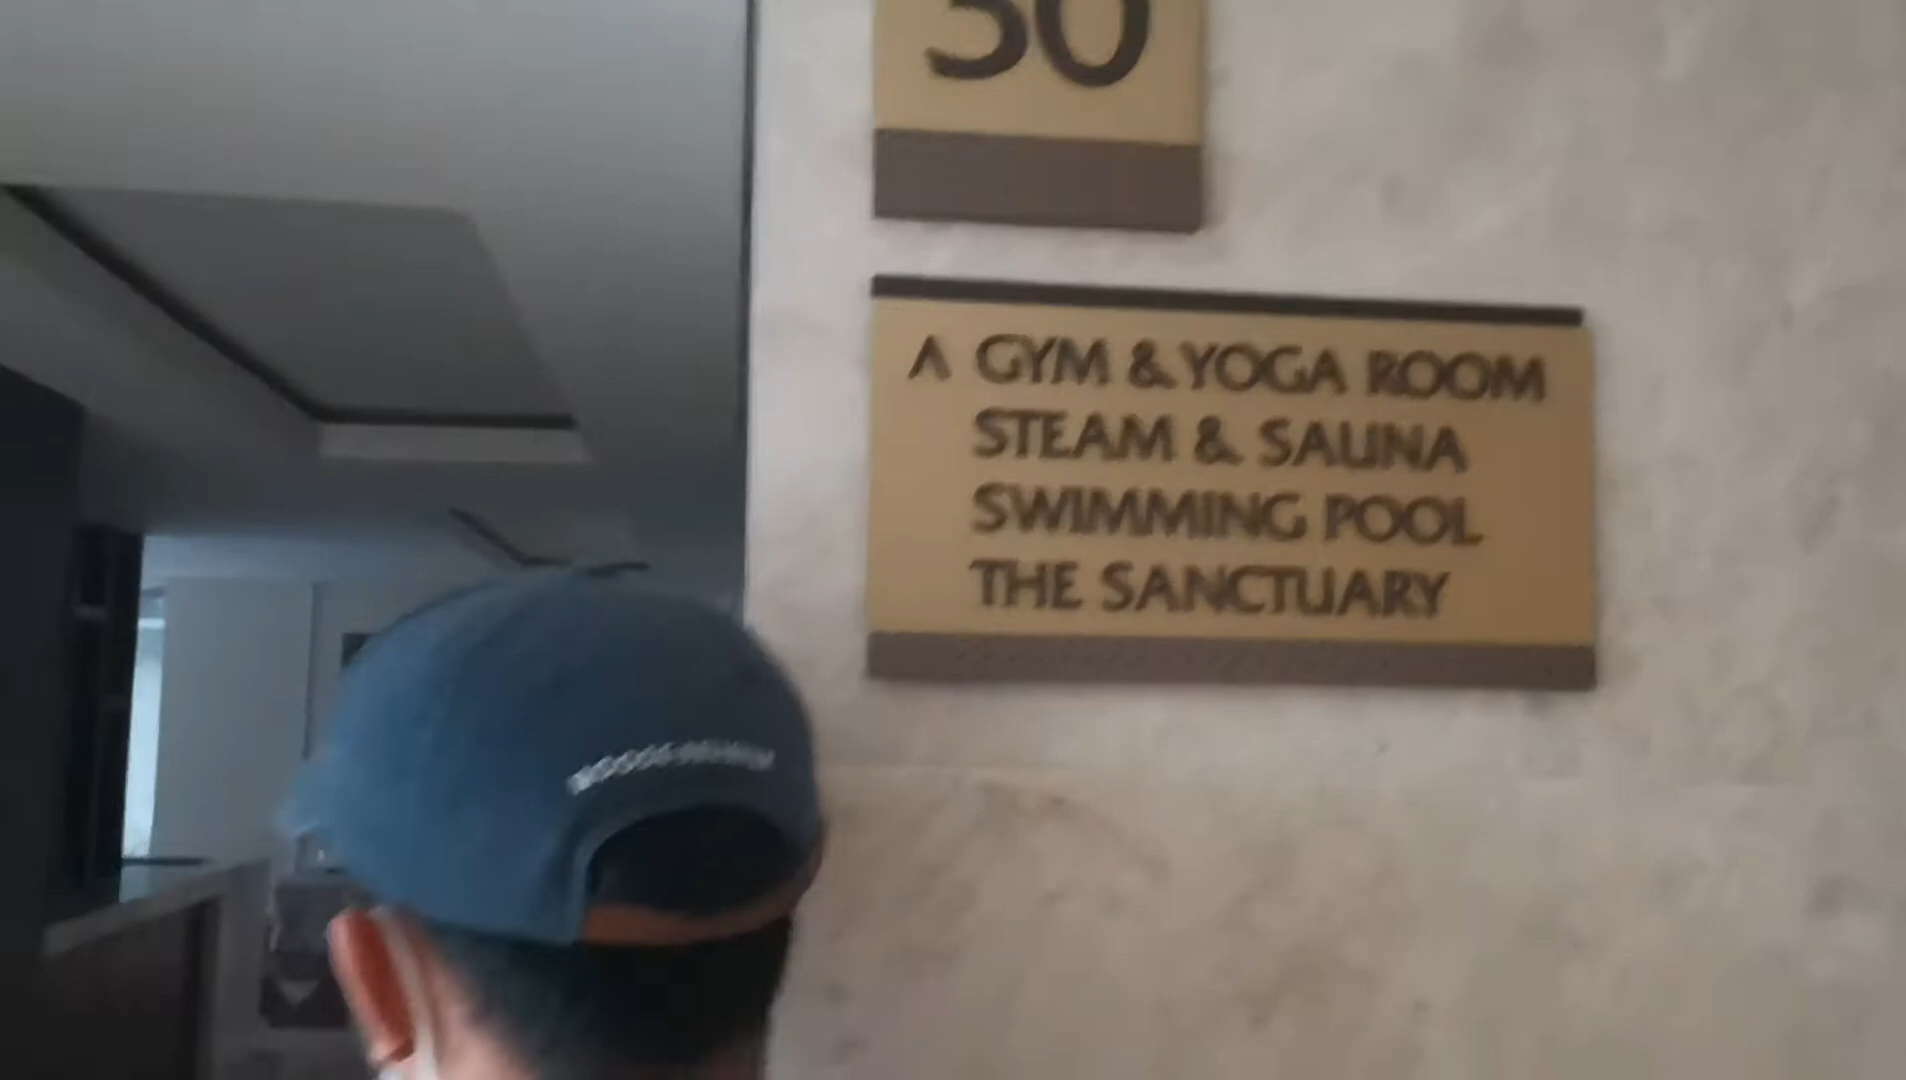 30
Λ GYM & YOGA ROOM
STEAM & SAUNA
SWIMMING POOL
THE SANCTUARY